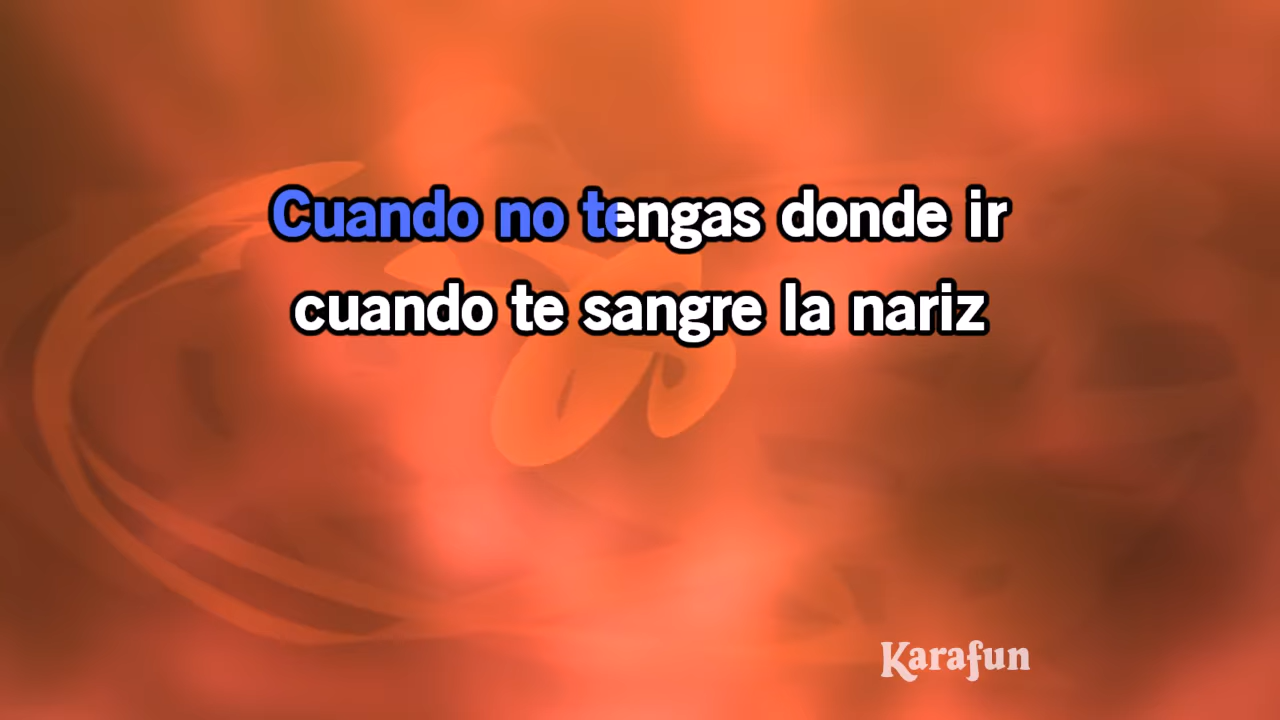 Cuando no tengas donde ir
cuando te sangre la nariz
Karafun